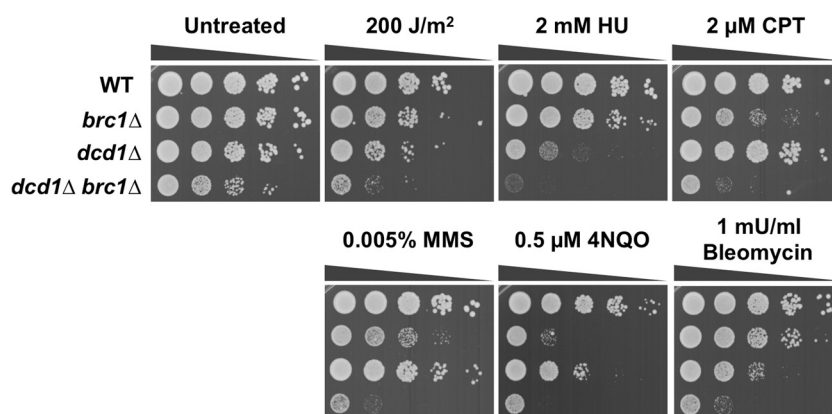 Untreated
200 J/m²
2 mM HU
2 µM CPT
WT
brc1Δ
dcd1Δ
dcd1Δ brc1Δ
0.005% MMS
0.5 µM 4NQO
1 mU/ml
Bleomycin